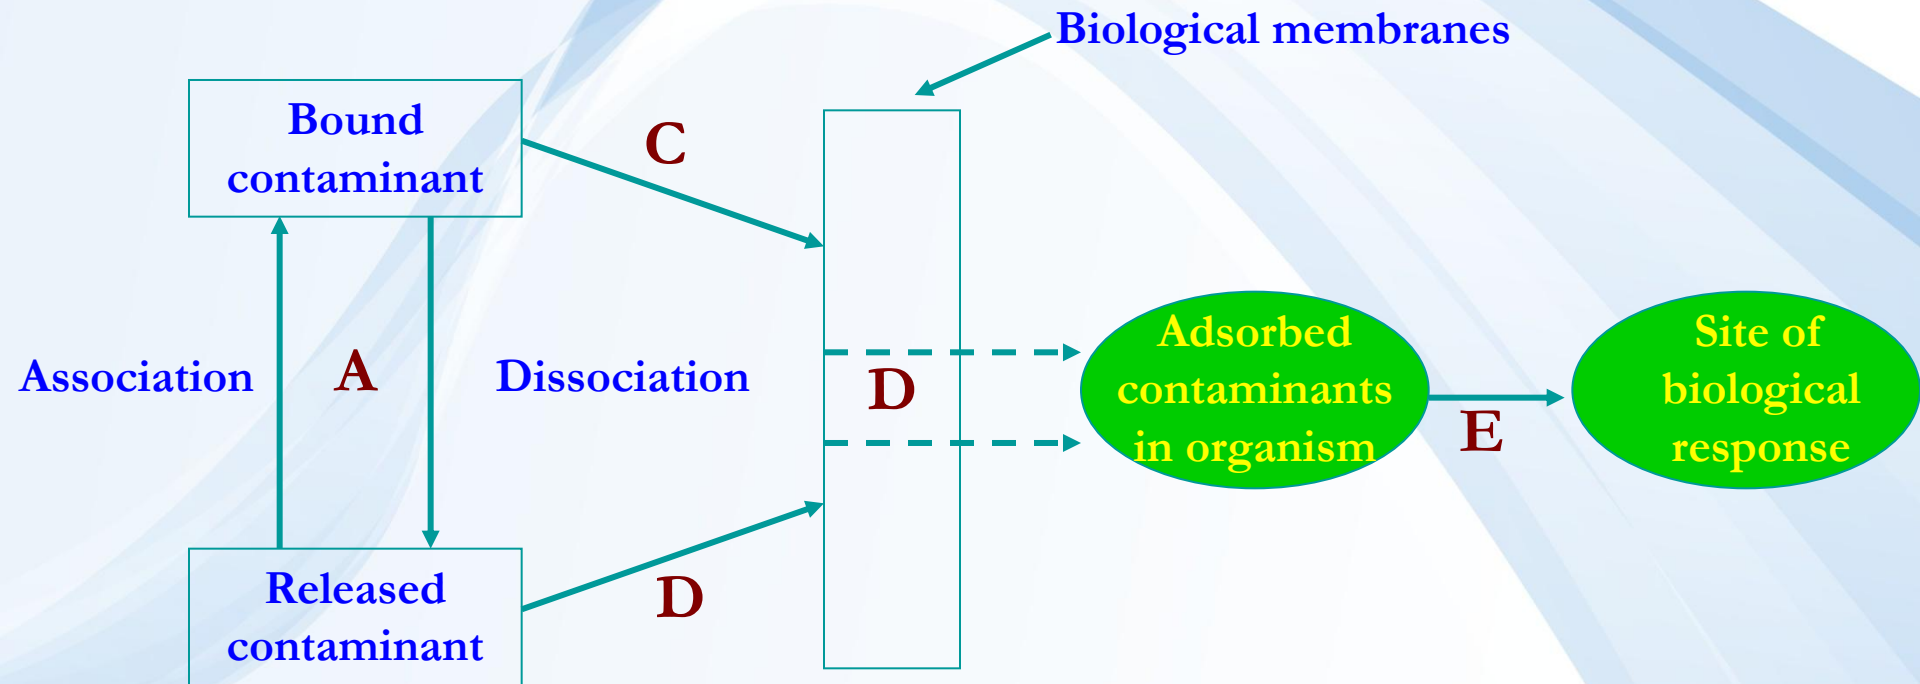 Biological membranes
Bound
contaminant
C
Association
A
Dissociation
D
Adsorbed
contaminants
in organism
E
Site of
biological
response
D
Released
contaminant